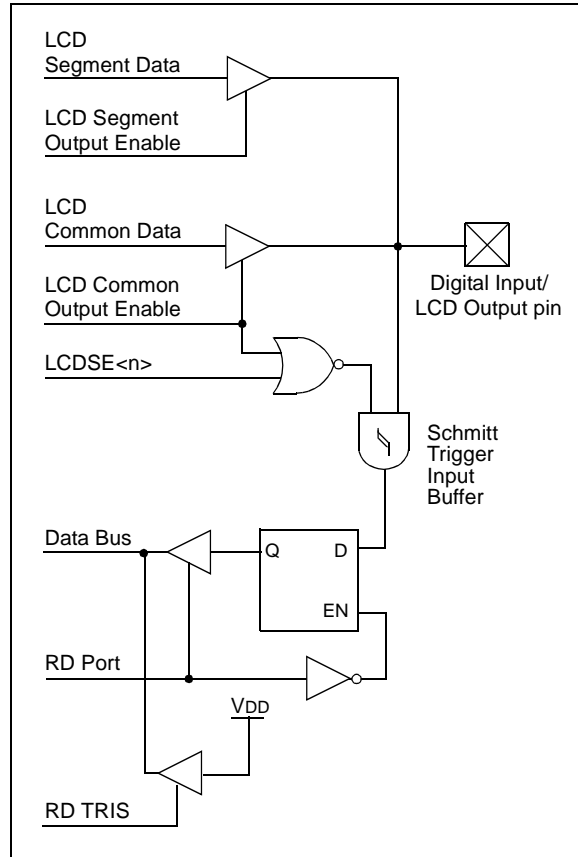 LCD
Segment Data
LCD Segment
Output Enable
LCD
Common Data
LCD Common
Output Enable
Digital Input/
LCD Output pin
LCDSE<n>
Schmitt
Trigger
Input
Buffer
Data Bus
Q
D
EN
RD Port
VDD
RD TRIS